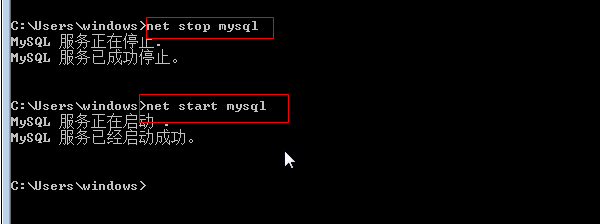 C:\Users\windows>net stop mysql
MySQL 服务正在停止.
MySQL 服务已成功停止。
C:\Users\windows>net start mysql
MySQL 服务正在启动 .
MySQL 服务已经启动成功。
C:\Users\windows>